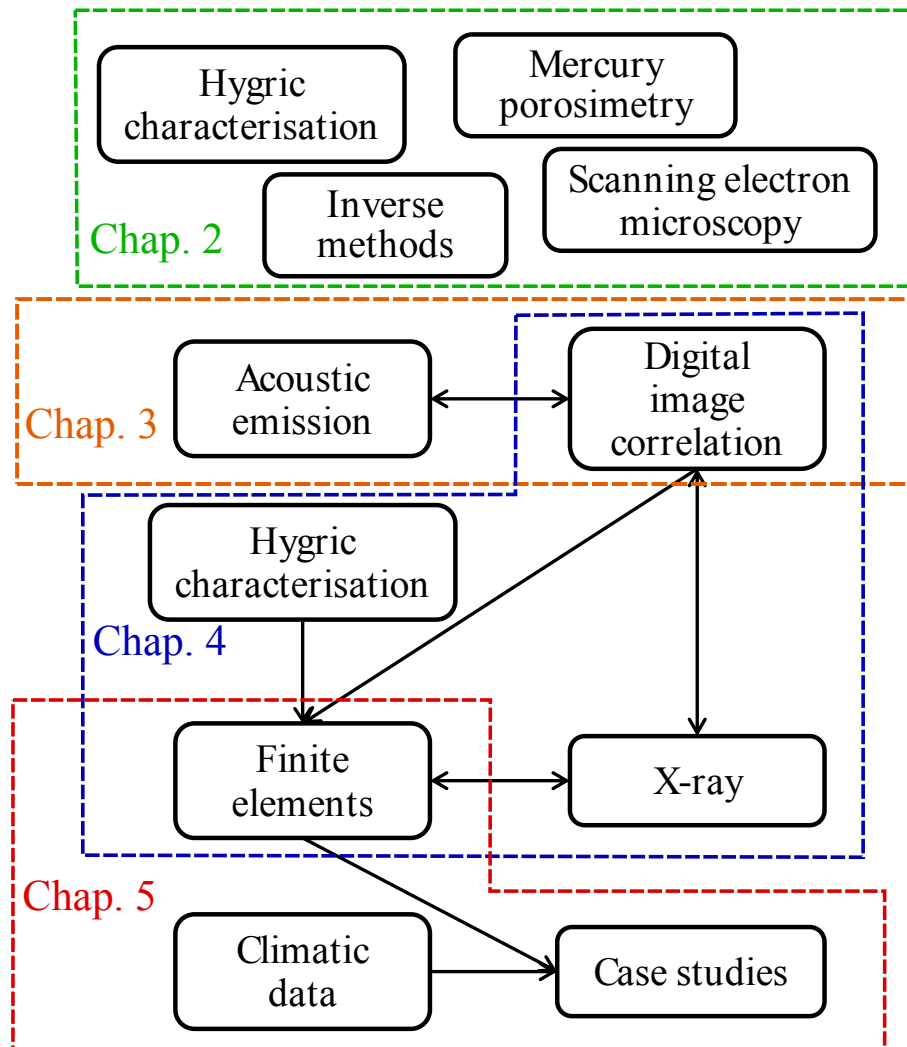 Hygric
characterisation
Mercury
porosimetry
Inverse
methods
Scanning electron
microscopy
Chap. 2
Acoustic
emission
Digital
image
correlation
Chap. 3
Hygric
characterisation
Chap. 4
Finite
elements
X-ray
Chap. 5
Climatic
data
Case studies